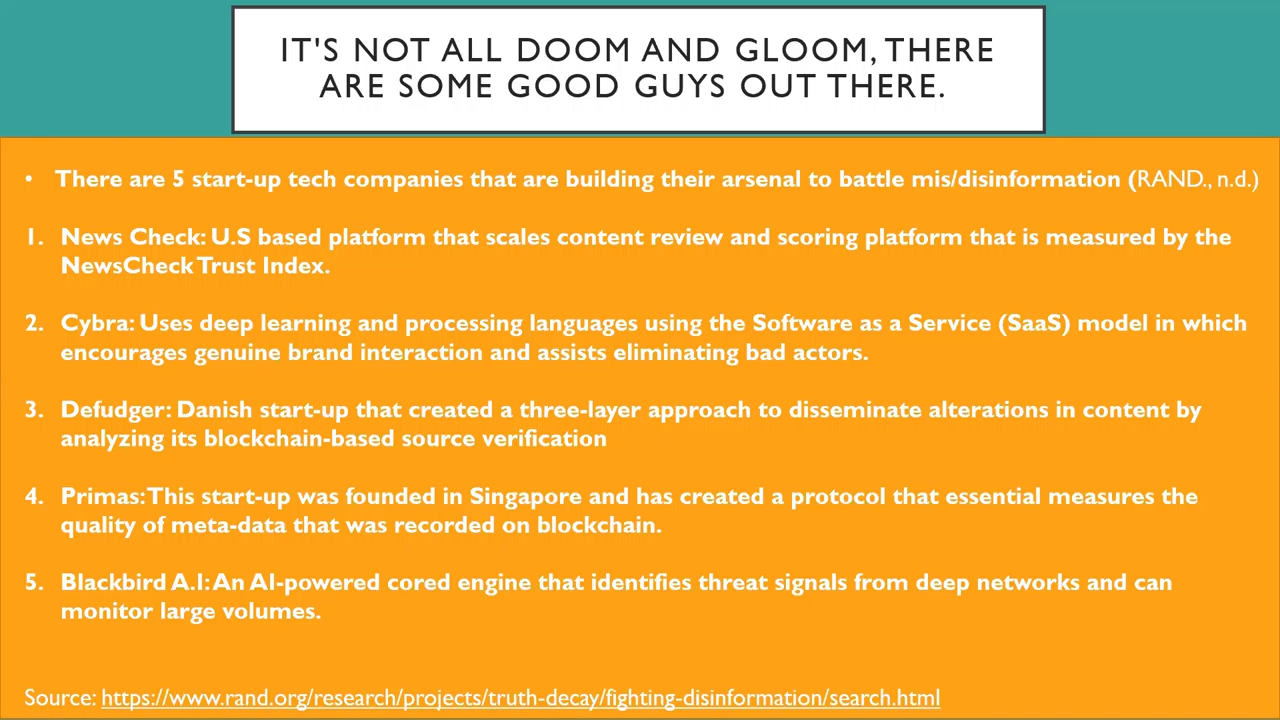 IT'S NOT ALL DOOM AND GLOOM, THERE
ARE SOME GOOD GUYS OUT THERE.
• There are 5 start-up tech companies that are building their arsenal to battle mis/disinformation (RAND., n.d.)
1. News Check: U.S based platform that scales content review and scoring platform that is measured by the
NewsCheck Trust Index.
2. Cybra: Uses deep learning and processing languages using the Software as a Service (SaaS) model in which
encourages genuine brand interaction and assists eliminating bad actors.
3. Defudger: Danish start-up that created a three-layer approach to disseminate alterations in content by
analyzing its blockchain-based source verification
4. Primas: This start-up was founded in Singapore and has created a protocol that essential measures the
quality of meta-data that was recorded on blockchain.
5. Blackbird A.I: An AI-powered cored engine that identifies threat signals from deep networks and can
monitor large volumes.
Source: https://www.rand.org/research/projects/truth-decay/fighting-disinformation/search.html